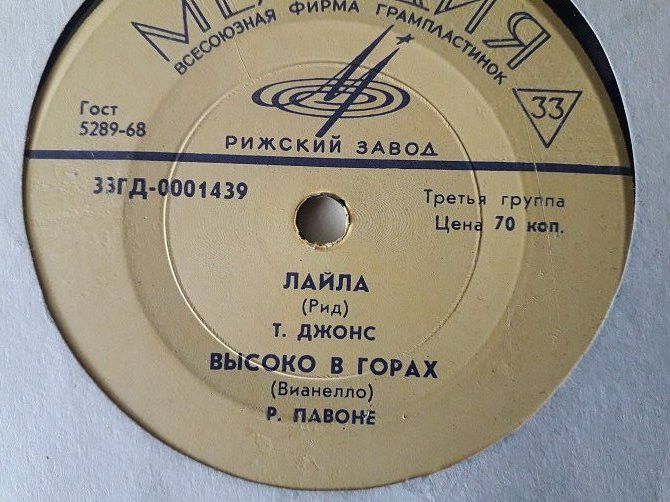 ВСЕСОЮЗНАЯ ФИРМА ГРАМПЛАСТИНОК
Гост
5289-68
33
РИЖСКИЙ ЗАВОД
33ГД-0001439
Третья группа
Цена 70 коп.
ЛАЙЛА
(Рид)
Т. ДЖОНС
ВЫСОКО В ГОРАХ
(Вианелло)
Р. ПАВОНЕ